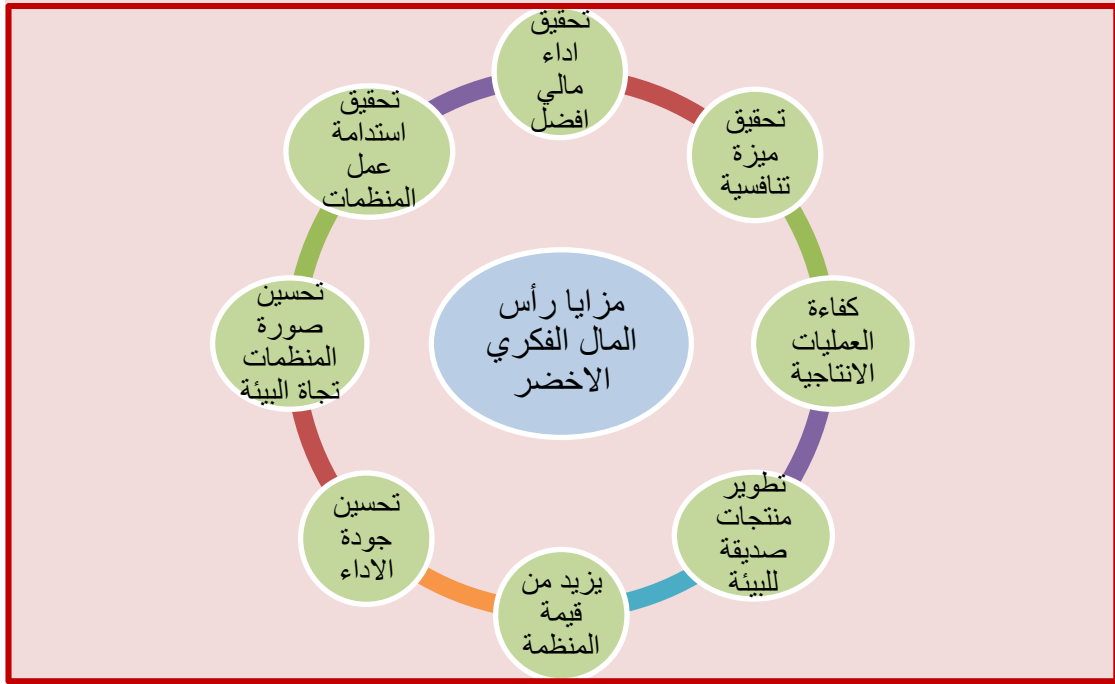 تحقيق
اداء
مالي
افضل
تحقيق
ميزة
تنافسية
كفاءة
العمليات
الانتاجية
تطوير
منتجات
صديقة
للبيئة
يزيد من
قيمة
المنظمة
تحسين
جودة
الاداء
تحسين
صورة
المنظمات
تجاة البيئة
تحقيق
استدامة
عمل
المنظمات
مزايا رأس
المال الفكري
الاخضر